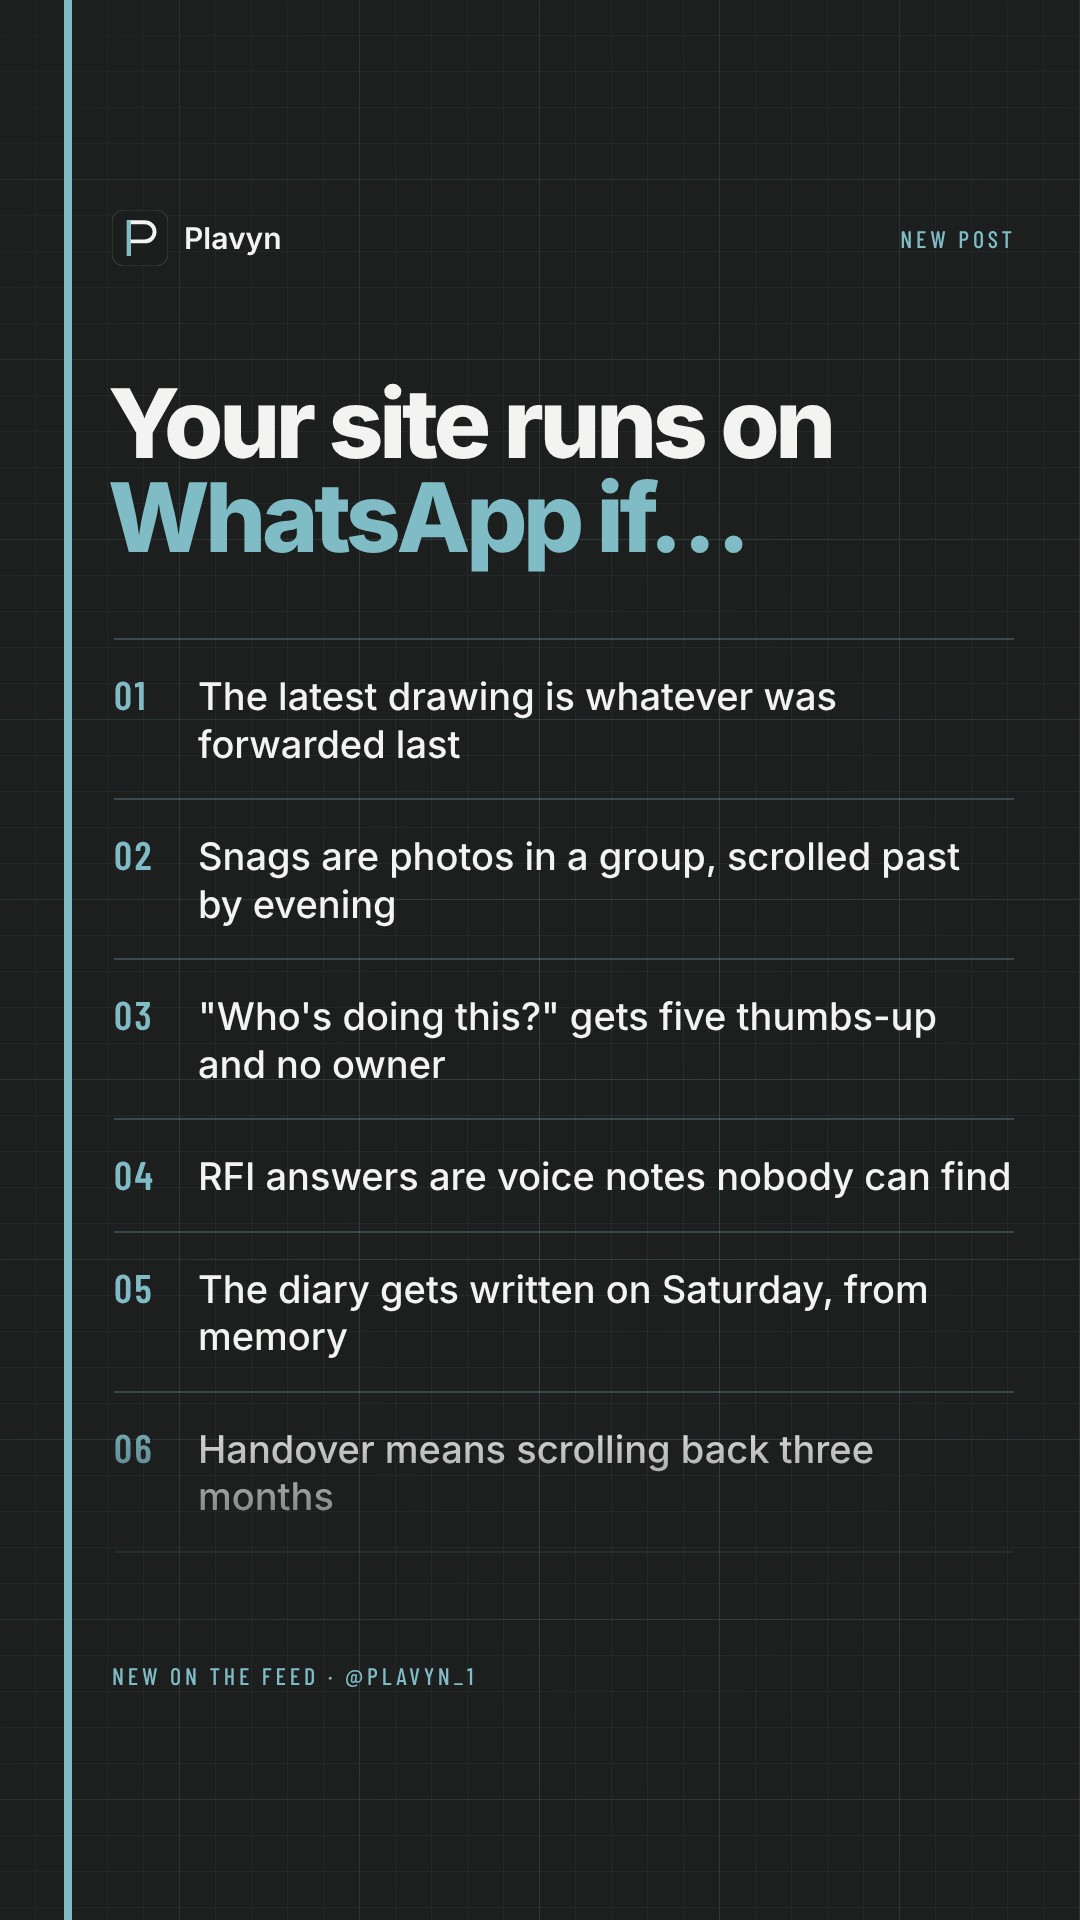 Plavyn
NEW POST
Your site runs on
WhatsApp if…
01 The latest drawing is whatever was
forwarded last
02 Snags are photos in a group, scrolled past
by evening
03 "Who's doing this?" gets five thumbs-up
and no owner
04 RFI answers are voice notes nobody can find
05 The diary gets written on Saturday, from
memory
06 Handover means scrolling back three
months
NEW ON THE FEED · @PLAVYN_1